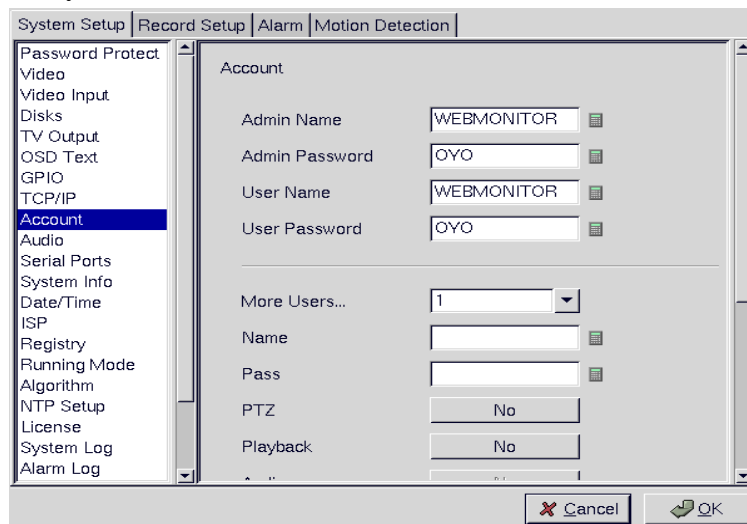 System Setup Record Setup Alarm Motion Detection
Password Protect
Video
Video Input
Disks
TV Output
OSD Text
GPIO
TCP/IP
Account
Audio
Serial Ports
System Info
Date/Time
ISP
Registry
Running Mode
Algorithm
NTP Setup
License
System Log
Alarm Log
Account
Admin Name WEBMONITOR
Admin Password OYO
User Name WEBMONITOR
User Password OYO
More Users... 1
Name
Pass
PTZ No
Playback No
Cancel OK